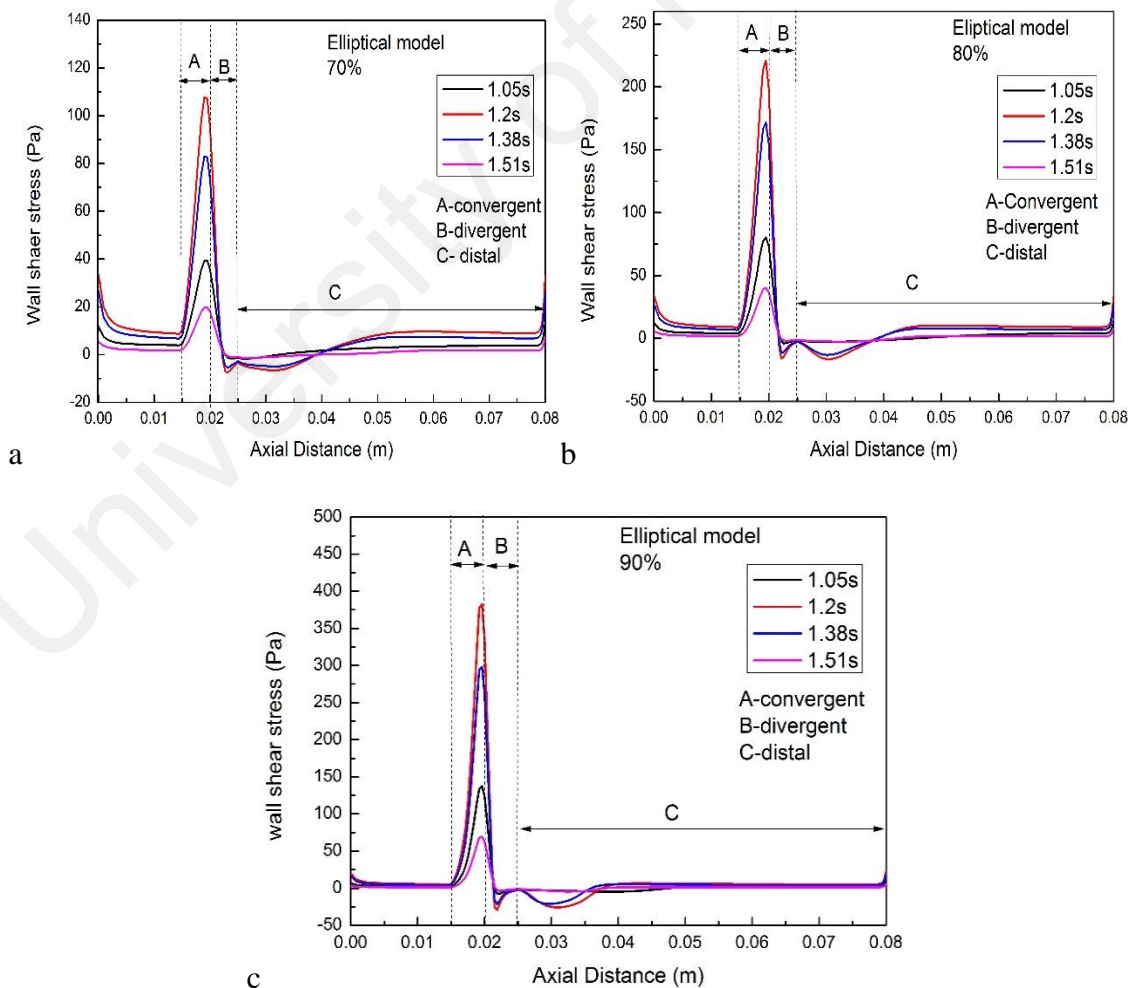 University of
140
120
100
80
60
40
20
0
-20
Wall shaer stress (Pa)
A
B
Elliptical model
70%
1.05s
1.2s
1.38s
1.51s
A-convergent
B-divergent
C- distal
C
0.00 0.01 0.02 0.03 0.04 0.05 0.06 0.07 0.08
Axial Distance (m)
a
250
200
150
100
50
0
-50
Wall shear stress (Pa)
A
B
Elliptical model
80%
1.05s
1.2s
1.38s
1.51s
A-Convergent
B-divergent
C-distal
C
0.00 0.01 0.02 0.03 0.04 0.05 0.06 0.07 0.08
Axial Distance (m)
b
500
450
400
350
300
250
200
150
100
50
0
-50
wall shear stress (Pa)
A
B
Elliptical model
90%
1.05s
1.2s
1.38s
1.51s
A-convergent
B-divergent
C-distal
C
0.00 0.01 0.02 0.03 0.04 0.05 0.06 0.07 0.08
Axial Distance (m)
c